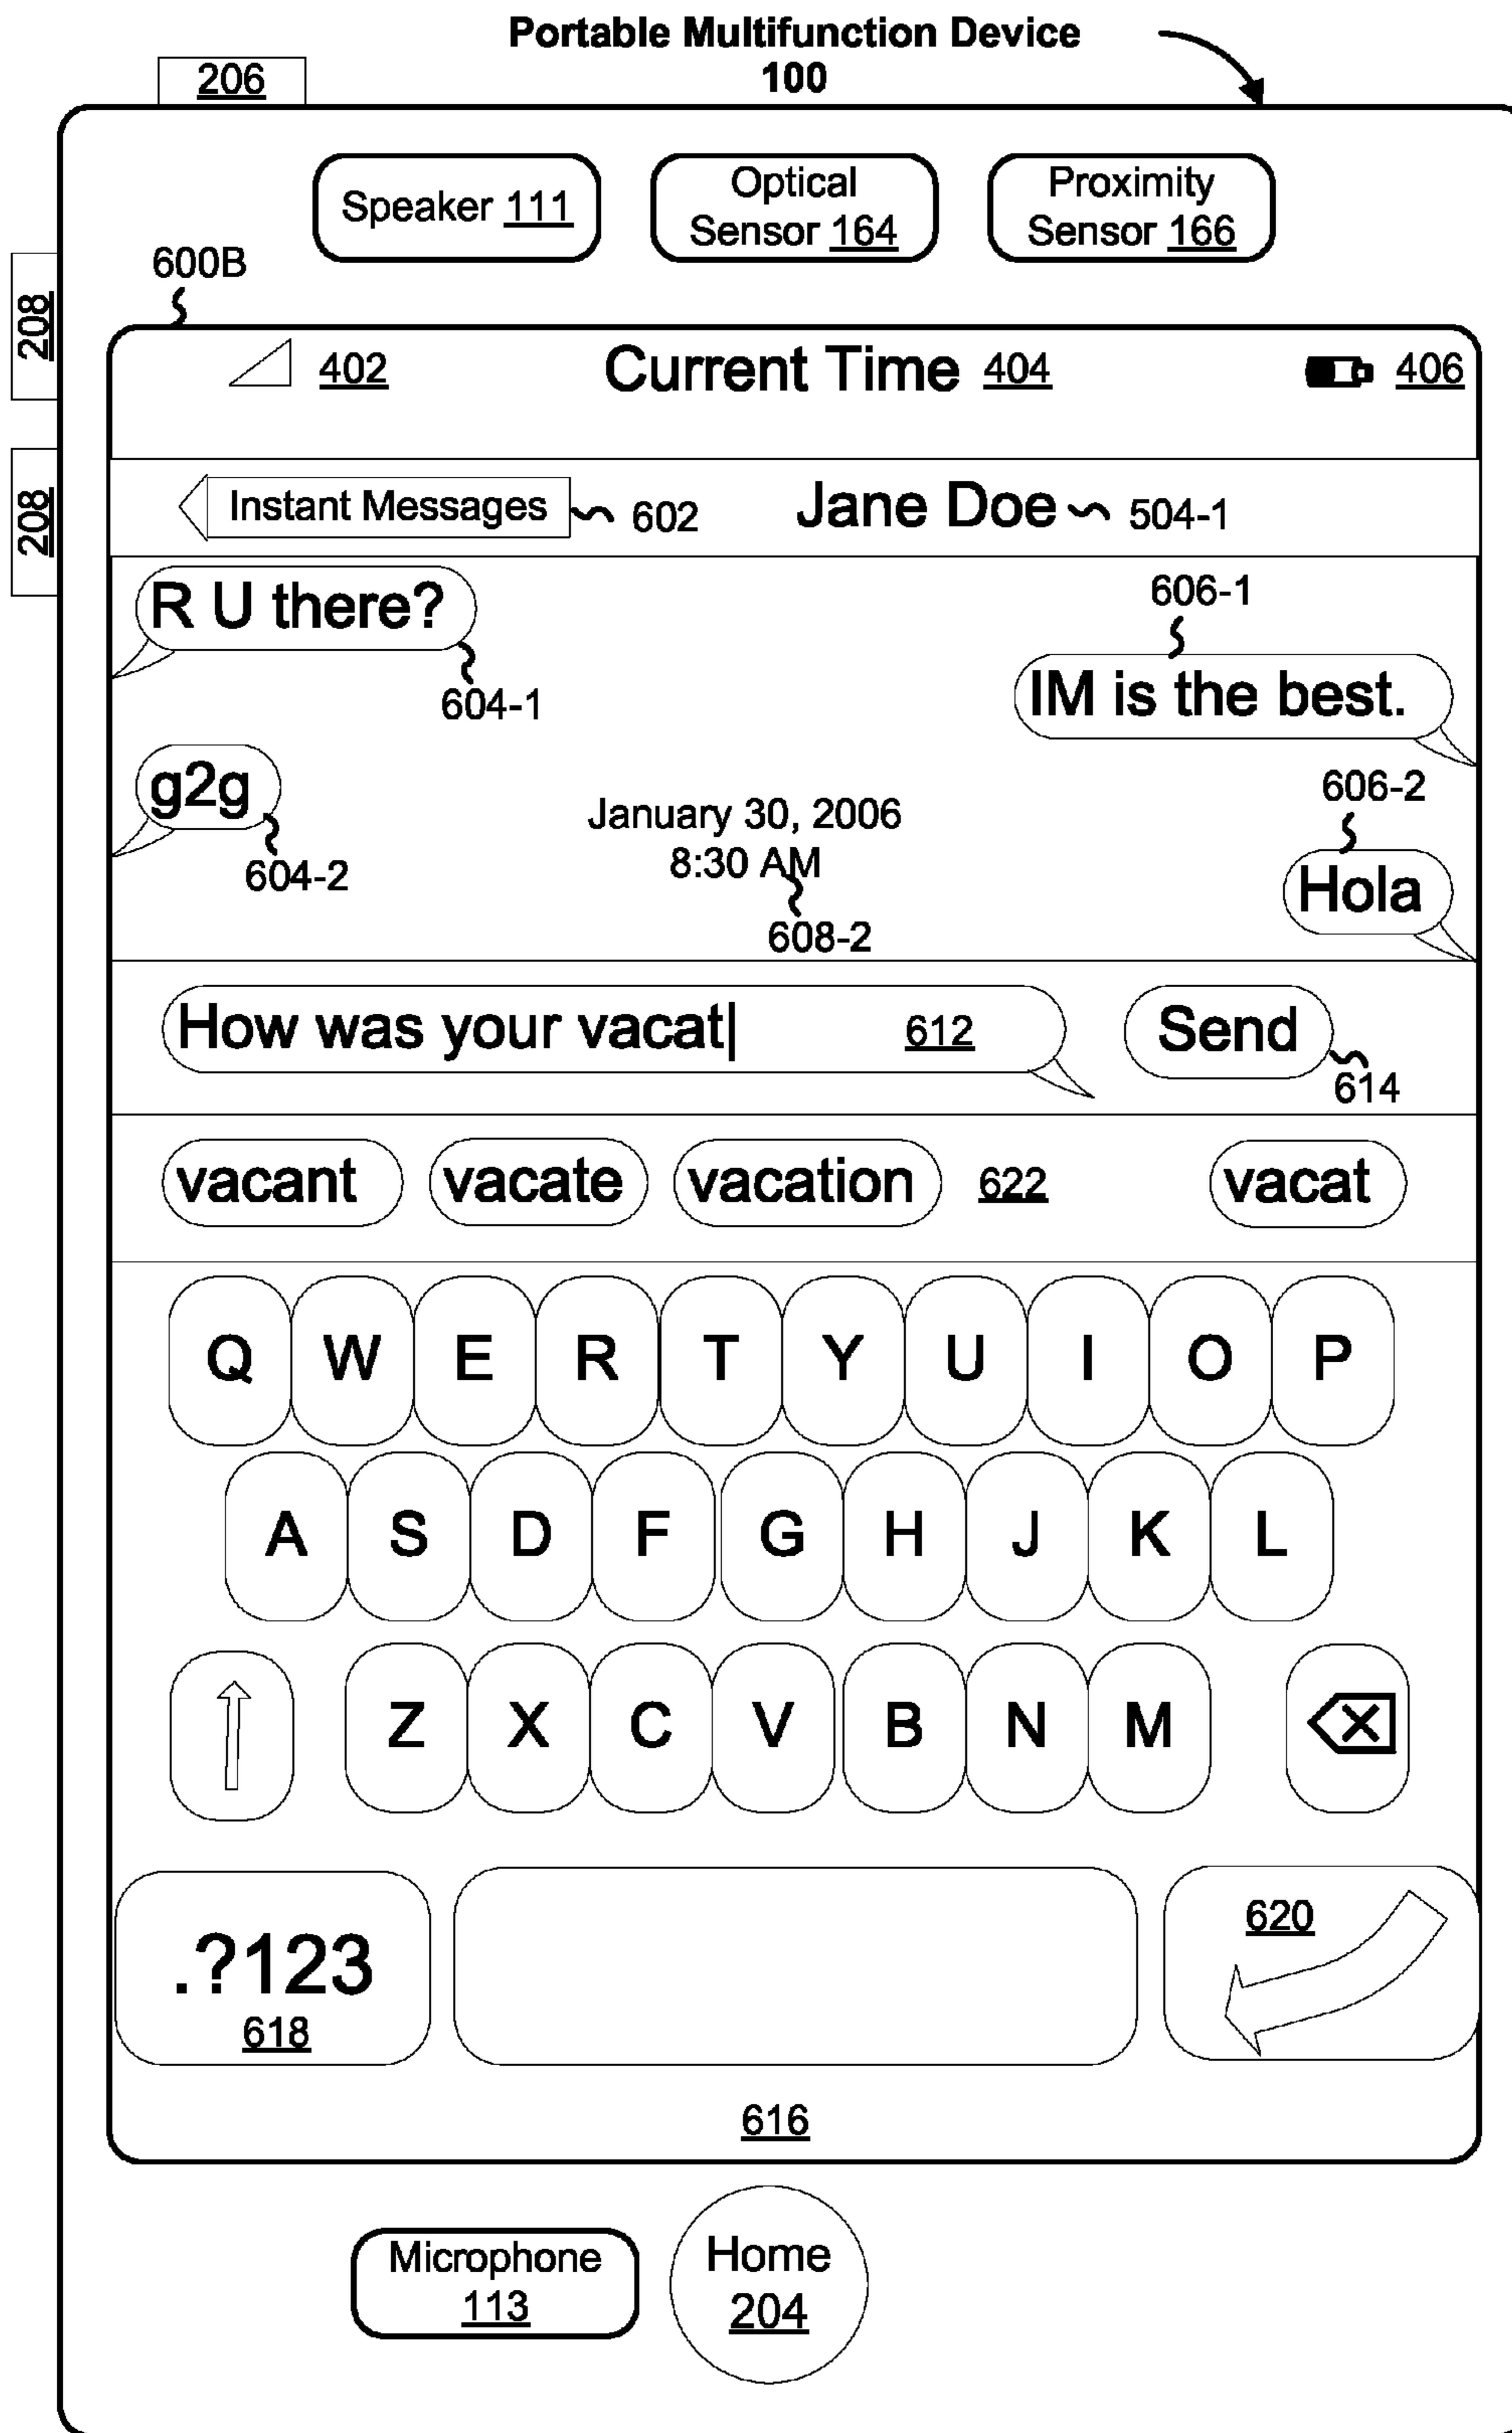 Portable Multifunction Device
100
206
Speaker 111
Optical
Sensor 164
Proximity
Sensor 166
600B
208
402
Current Time 404
406
208
Instant Messages
602
Jane Doe
504-1
R U there?
604-1
606-1
IM is the best.
g2g
604-2
January 30, 2006
8:30 AM
608-2
606-2
Hola
How was your vacat
612
Send
614
vacant vacate vacation 622 vacat
Q W E R T Y U I O P
A S D F G H J K L
Z X C V B N M
.?123
618
620
616
Microphone
113
Home
204